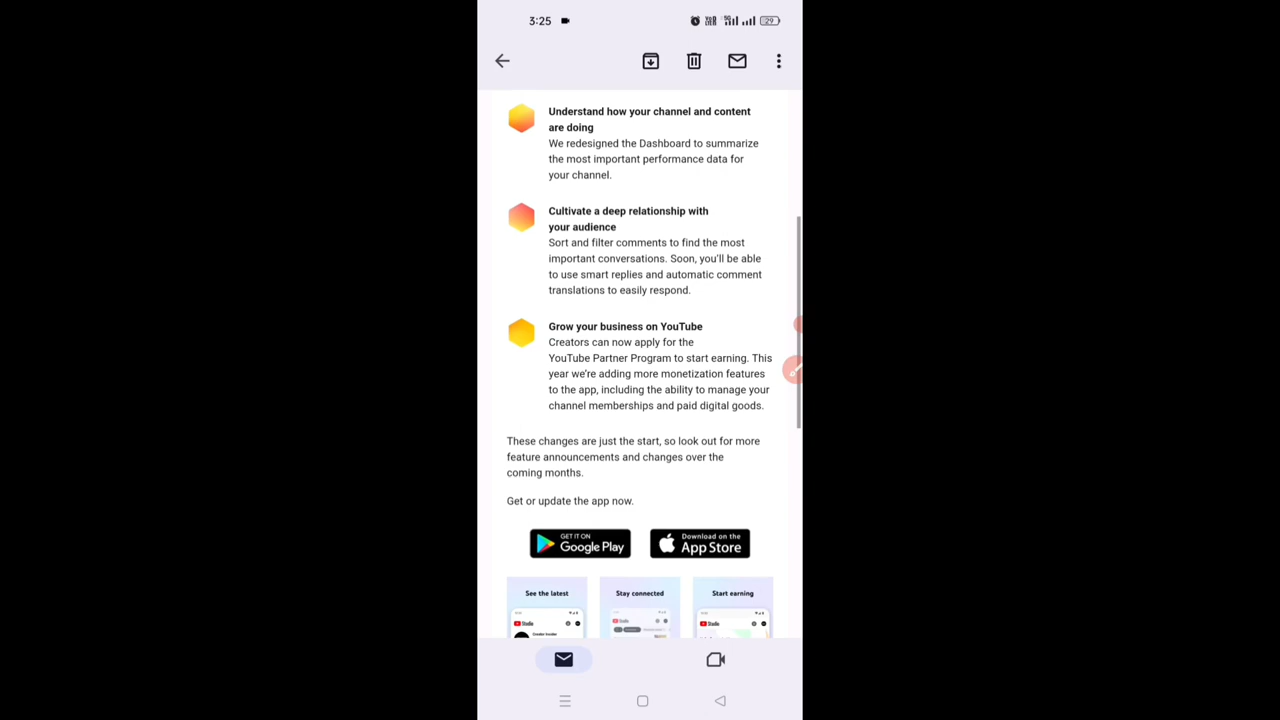 3:25
29
Understand how your channel and content
are doing
We redesigned the Dashboard to summarize
the most important performance data for
your channel.
Cultivate a deep relationship with
your audience
Sort and filter comments to find the most
important conversations. Soon, you'll be able
to use smart replies and automatic comment
translations to easily respond.
Grow your business on YouTube
Creators can now apply for the
YouTube Partner Program to start earning. This
year we're adding more monetization features
to the app, including the ability to manage your
channel memberships and paid digital goods.
These changes are just the start, so look out for more
feature announcements and changes over the
coming months.
Get or update the app now.
GET IT ON
Google Play
Download on the
App Store
See the latest
Stay connected
Start earning
Studio
Studio
Studio
Creator Insider